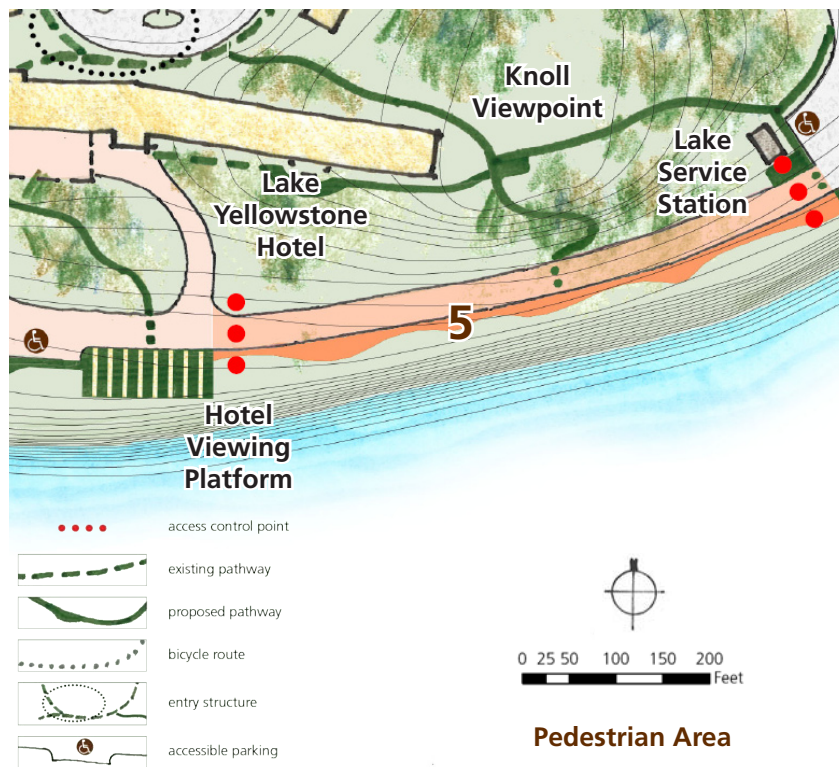 Knoll
Viewpoint
Lake
Service
Station
Lake
Yellowstone
Hotel
5
Hotel
Viewing
Platform
access control point
existing pathway
proposed pathway
bicycle route
entry structure
accessible parking
N
0 25 50 100 150 200
Feet
Pedestrian Area